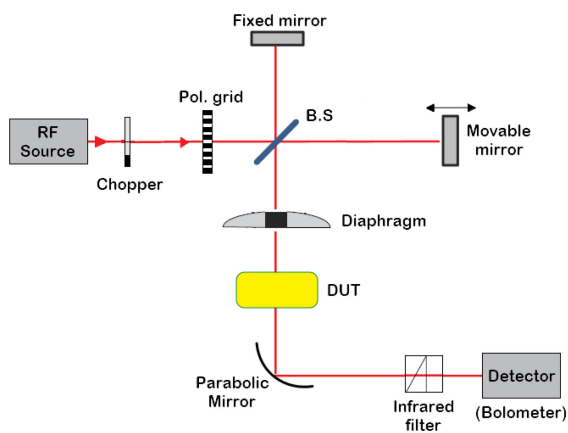 Fixed mirror
Pol. grid
B.S
RF
Source
Movable
mirror
Chopper
Diaphragm
DUT
Parabolic
Mirror
Infrared
filter
Detector
(Bolometer)